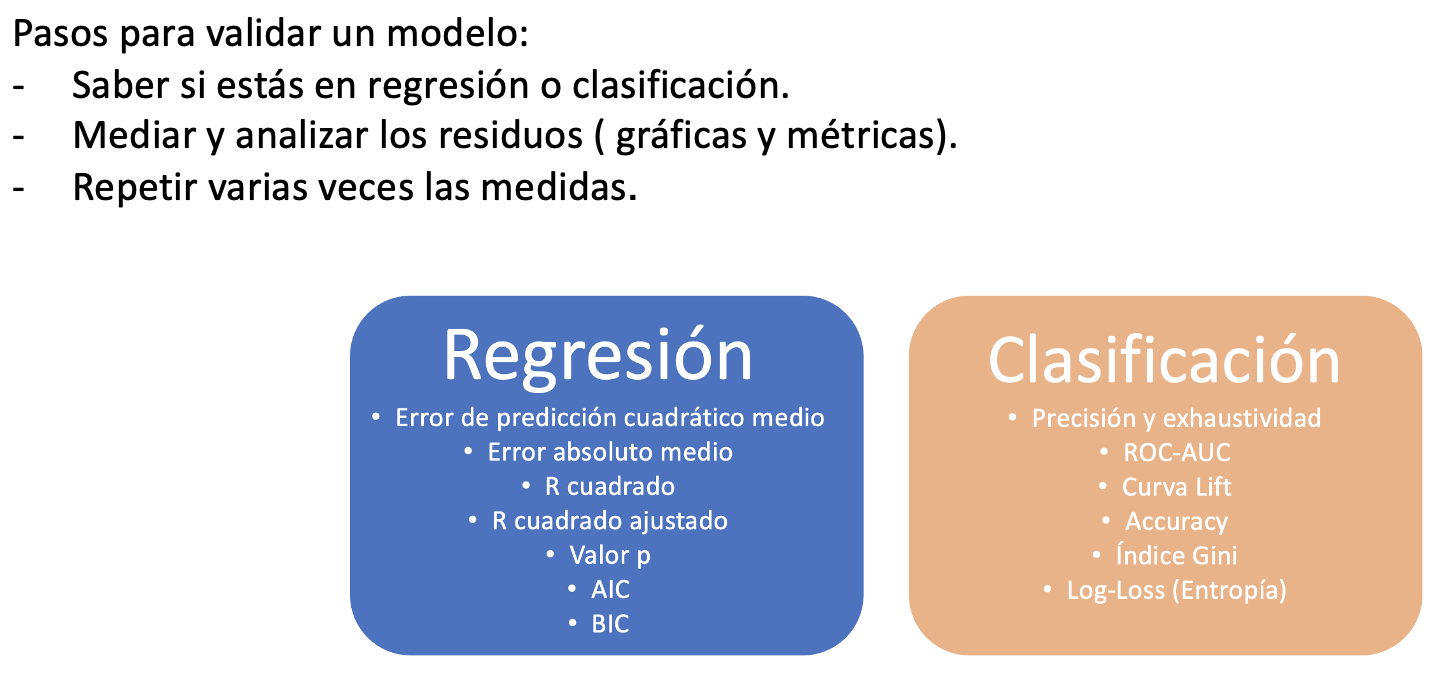 Pasos para validar un modelo:
- Saber si estás en regresión o clasificación.
- Mediar y analizar los residuos ( gráficas y métricas).
- Repetir varias veces las medidas.
Regresión
• Error de predicción cuadrático medio
• Error absoluto medio
• R cuadrado
• R cuadrado ajustado
• Valor p
• AIC
• BIC
Clasificación
• Precisión y exhaustividad
• ROC-AUC
• Curva Lift
• Accuracy
• Índice Gini
• Log-Loss (Entropía)